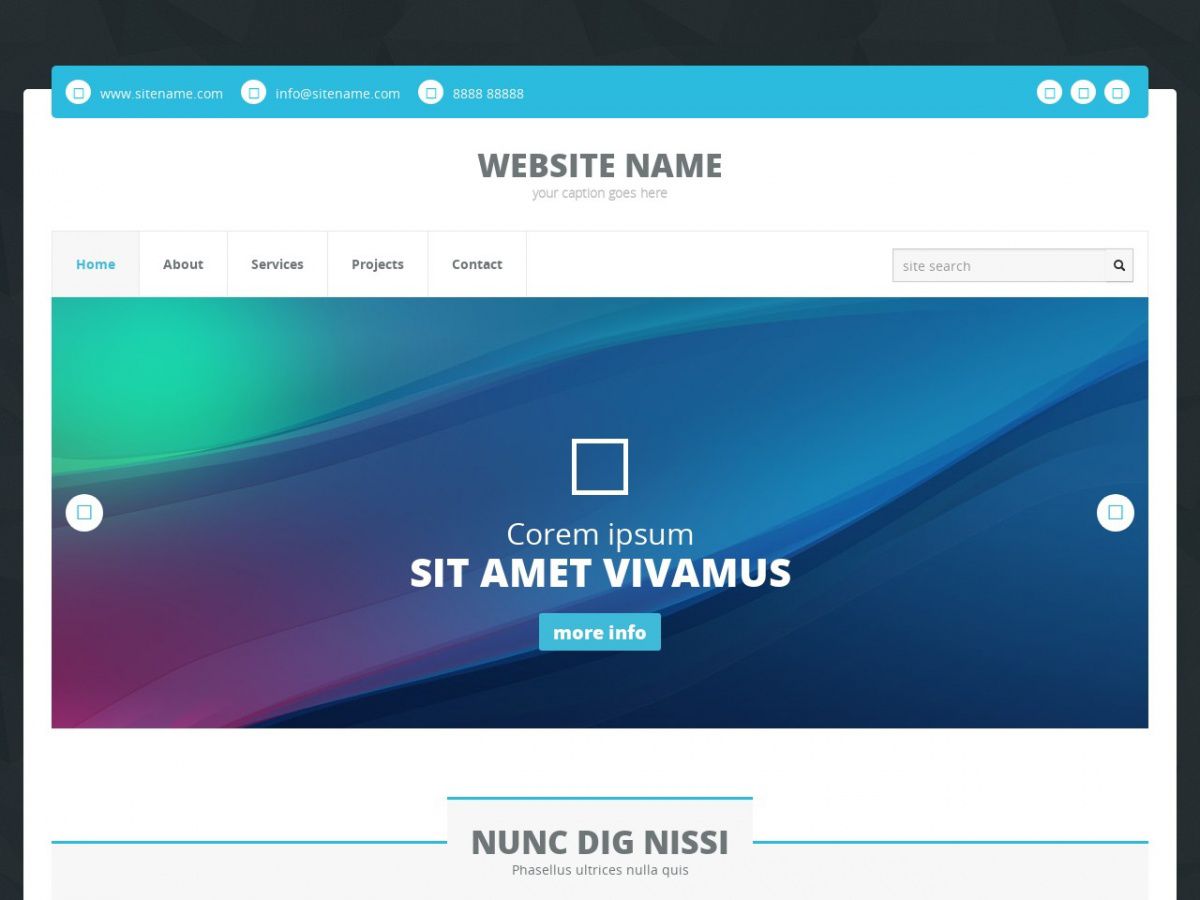 www.sitename.com info@sitename.com 8888 88888
WEBSITE NAME
your caption goes here
Home About Services Projects Contact site search
Corem ipsum
SIT AMET VIVAMUS
more info
NUNC DIG NISSI
Phasellus ultrices nulla quis